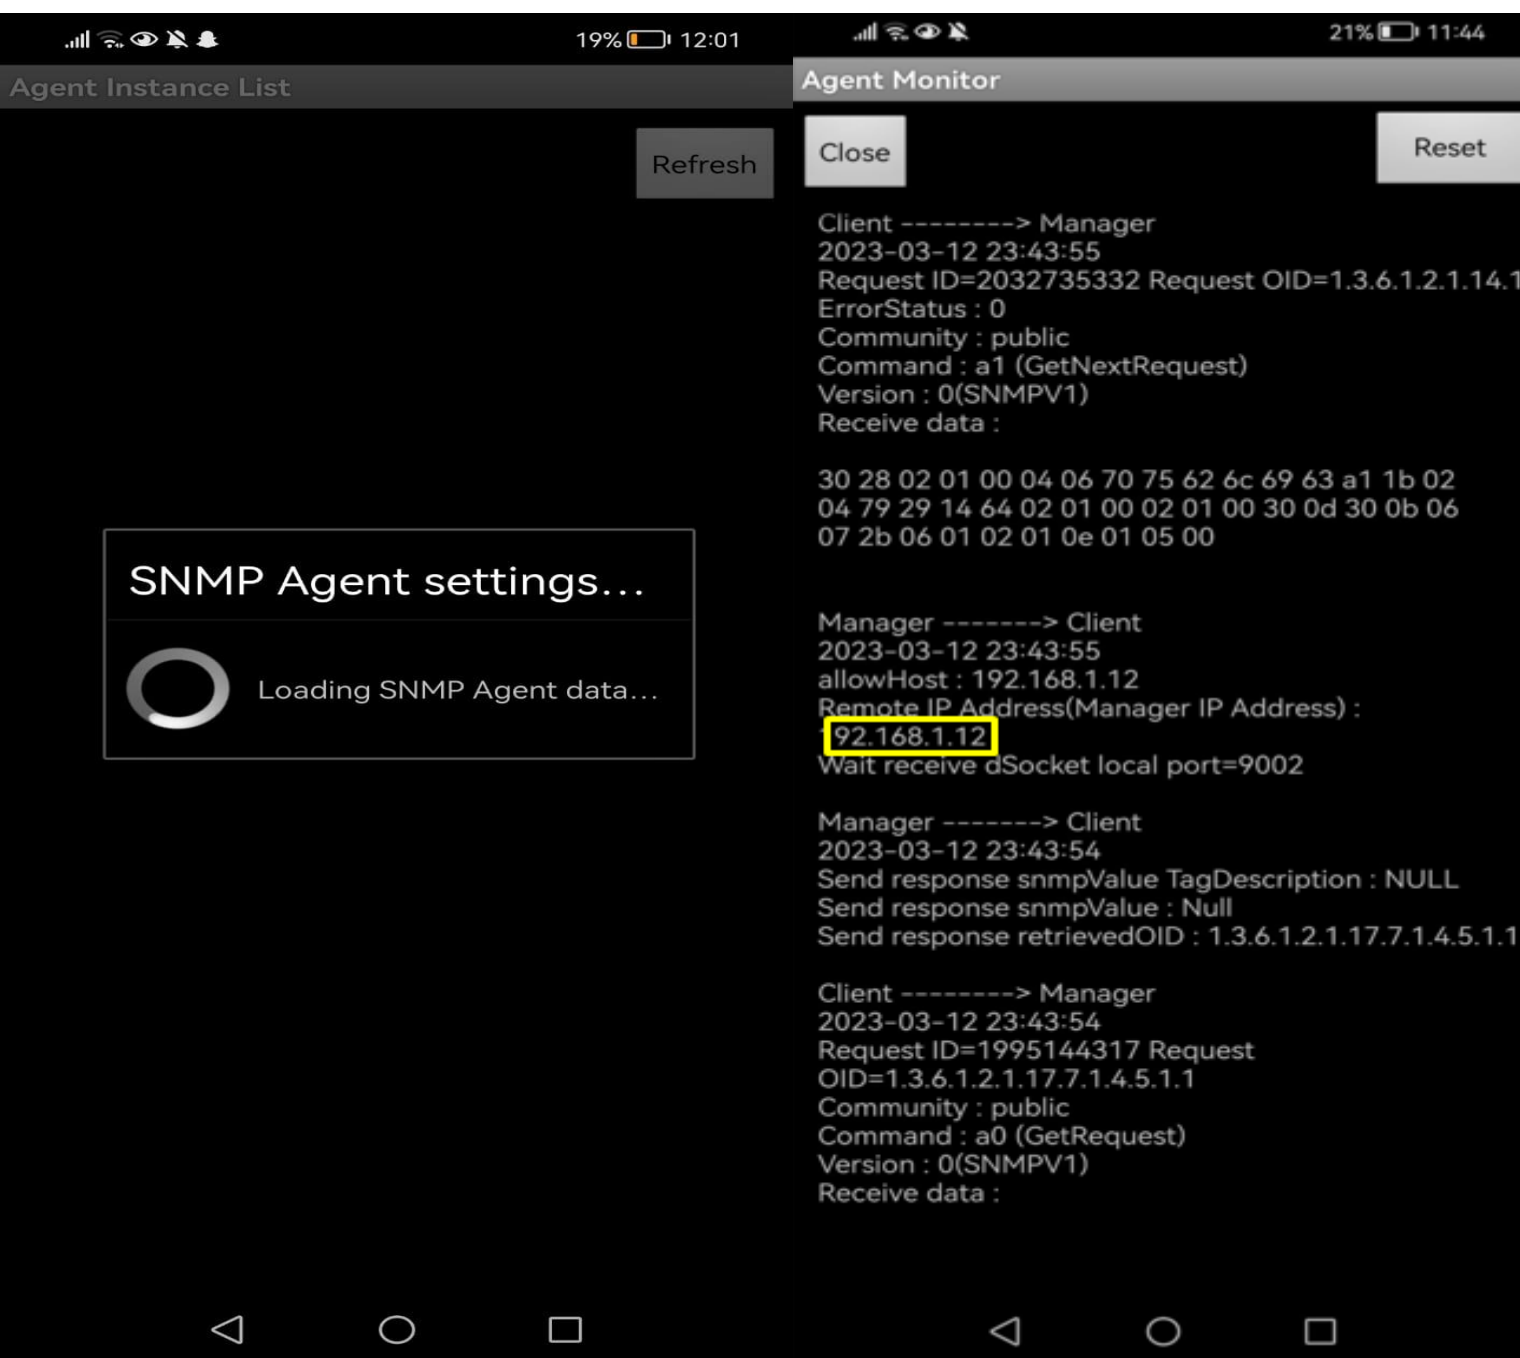 19% 12:01
Agent Instance List
Refresh
SNMP Agent settings...
Loading SNMP Agent data...
21% 11:44
Agent Monitor
Close
Reset
Client --------> Manager
2023-03-12 23:43:55
Request ID=2032735332 Request OID=1.3.6.1.2.1.14.1
ErrorStatus : 0
Community : public
Command : a1 (GetNextRequest)
Version : 0(SNMPV1)
Receive data :
30 28 02 01 00 04 06 70 75 62 6c 69 63 a1 1b 02
04 79 29 14 64 02 01 00 02 01 00 30 0d 30 0b 06
07 2b 06 01 02 01 0e 01 05 00
Manager -------> Client
2023-03-12 23:43:55
allowHost : 192.168.1.12
Remote IP Address(Manager IP Address) :
192.168.1.12
Wait receive dSocket local port=9002
Manager -------> Client
2023-03-12 23:43:54
Send response snmpValue TagDescription : NULL
Send response snmpValue : Null
Send response retrievedOID : 1.3.6.1.2.1.17.7.1.4.5.1.1
Client --------> Manager
2023-03-12 23:43:54
Request ID=1995144317 Request
OID=1.3.6.1.2.1.17.7.1.4.5.1.1
Community : public
Command : a0 (GetRequest)
Version : 0(SNMPV1)
Receive data :